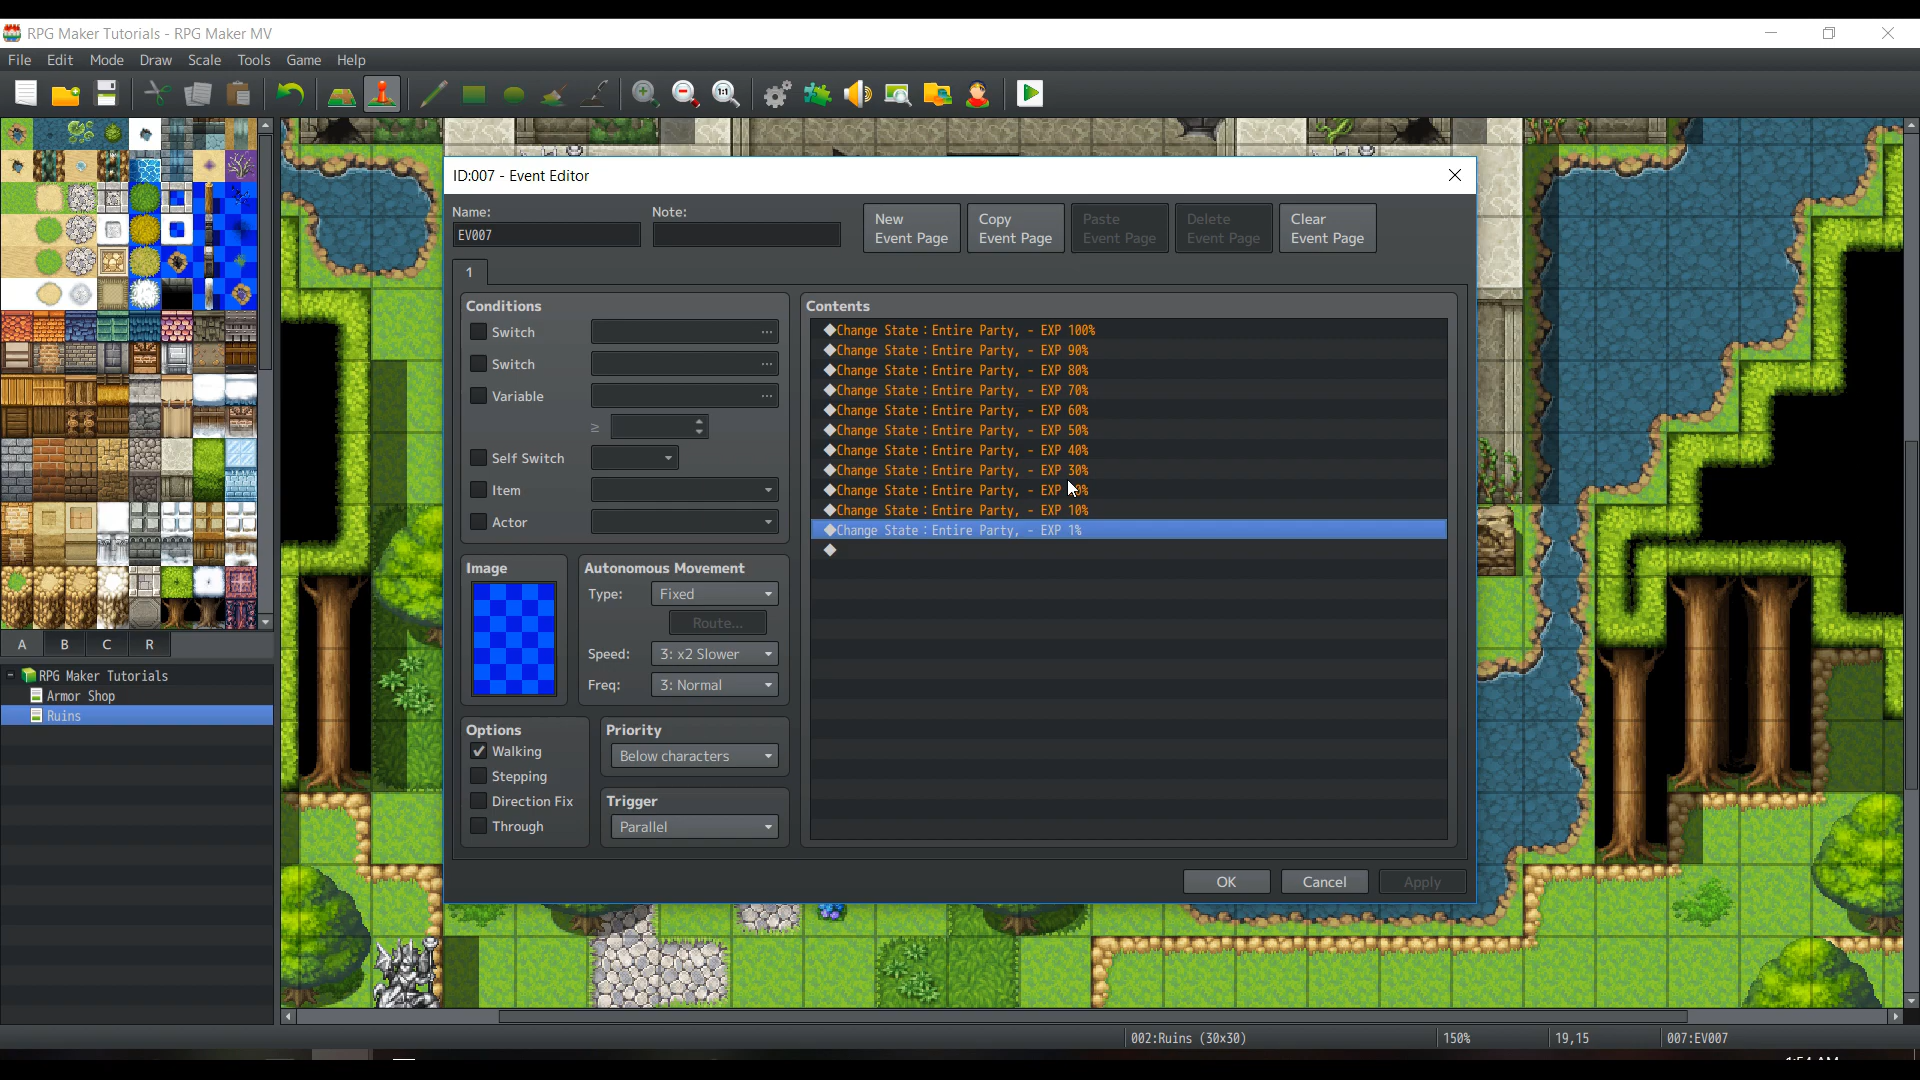 RPG Maker Tutorials - RPG Maker MV
File Edit Mode Draw Scale Tools Game Help
1:1
ID:007 - Event Editor
Name:
Note:
EV007
New Event Page
Copy Event Page
Paste Event Page
Delete Event Page
Clear Event Page
1
Conditions
Switch
...
Switch
...
Variable
...
≥
Self Switch
Item
Actor
Image
Autonomous Movement
Type: Fixed
Route...
Speed: 3: x2 Slower
Freq: 3: Normal
Options
Walking
Stepping
Direction Fix
Through
Priority
Below characters
Trigger
Parallel
Contents
◆Change State : Entire Party, - EXP 100%
◆Change State : Entire Party, - EXP 90%
◆Change State : Entire Party, - EXP 80%
◆Change State : Entire Party, - EXP 70%
◆Change State : Entire Party, - EXP 60%
◆Change State : Entire Party, - EXP 50%
◆Change State : Entire Party, - EXP 40%
◆Change State : Entire Party, - EXP 30%
◆Change State : Entire Party, - EXP
◆Change State : Entire Party, - EXP 10%
◆Change State : Entire Party, - EXP 1%
◆
OK
Cancel
Apply
A B C R
RPG Maker Tutorials
Armor Shop
Ruins
002:Ruins (30x30)
150%
19,15
007:EV007